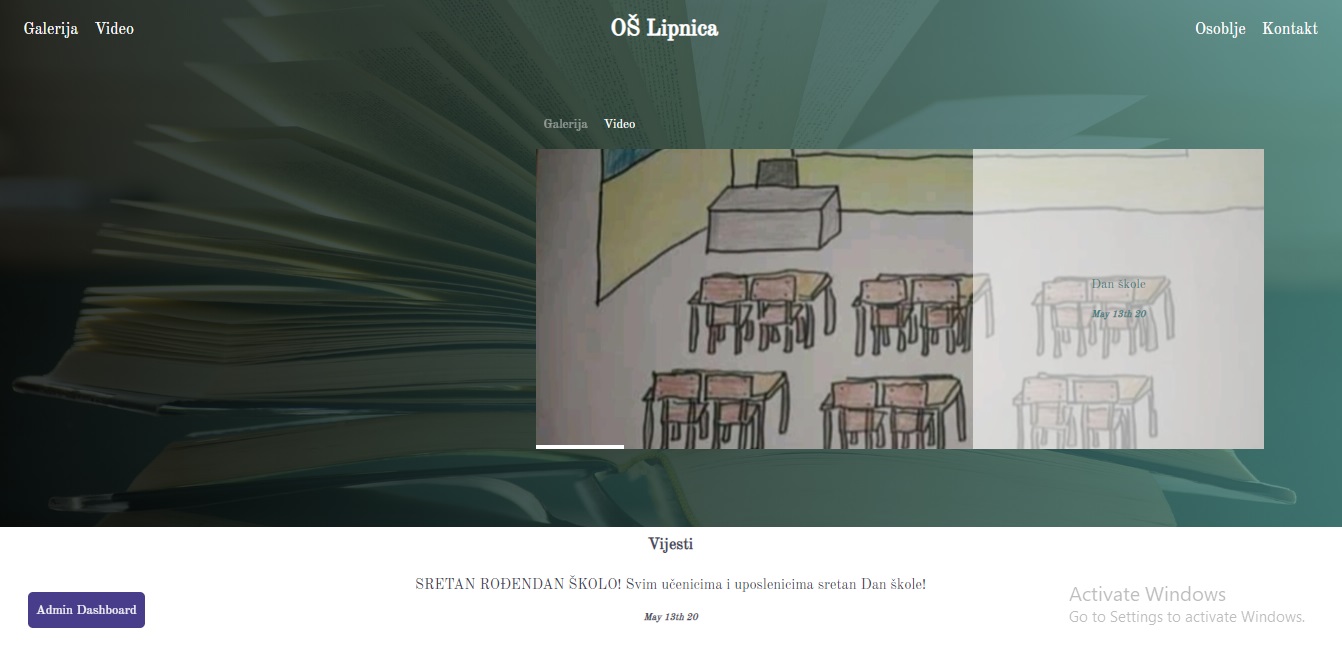 Galerija Video
OŠ Lipnica
Osoblje Kontakt
Galerija Video
Dan škole
May 13th 20
Vijesti
SRETAN ROĐENDAN ŠKOLO! Svim učenicima i uposlenicima sretan Dan škole!
May 13th 20
Admin Dashboard
Activate Windows
Go to Settings to activate Windows.